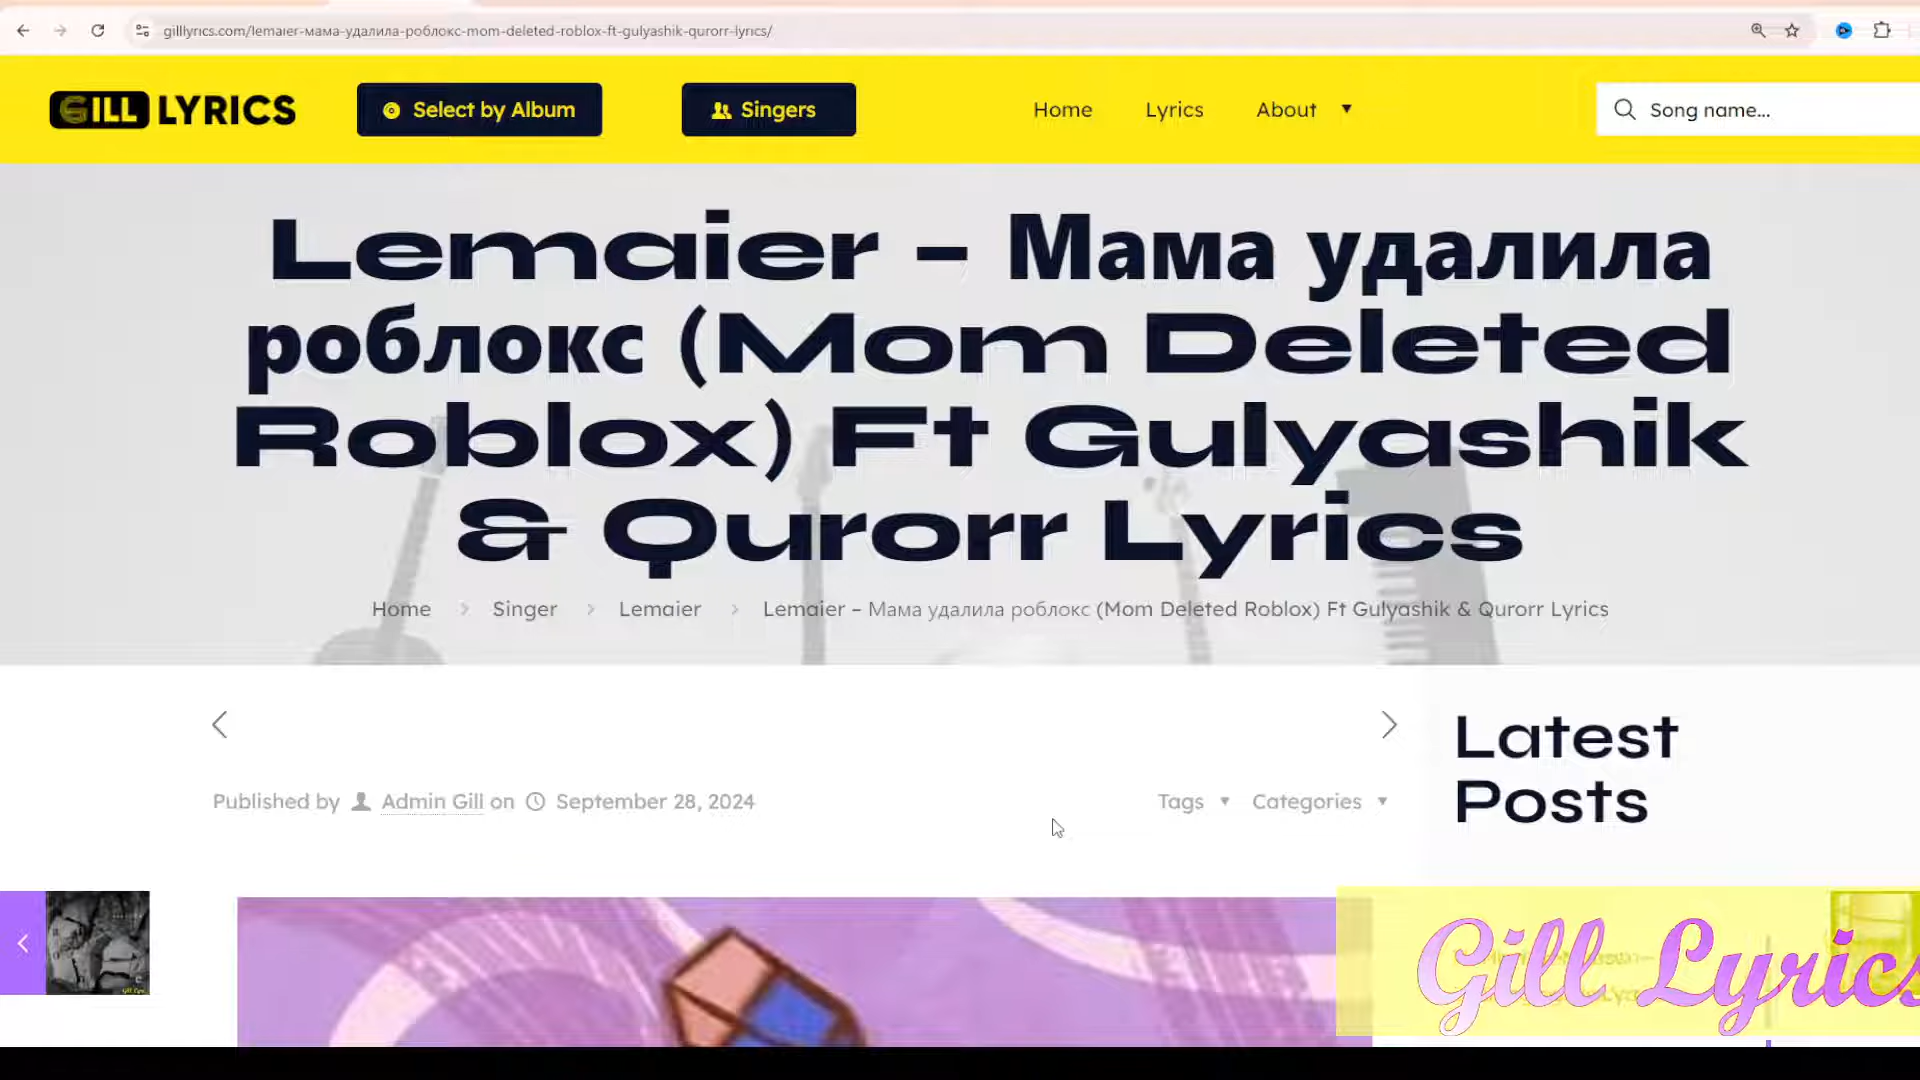 gilllyrics.com/lemaier-мама-удалила-роблокс-mom-deleted-roblox-ft-gulyashik-qurorr-lyrics/
GILL LYRICS
Select by Album
Singers
Home
Lyrics
About
Song name...
Lemaier – Мама удалила
роблокс (Mom Deleted
Roblox) Ft Gulyashik
& Qurorr Lyrics
Home > Singer > Lemaier > Lemaier – Мама удалила роблокс (Mom Deleted Roblox) Ft Gulyashik & Qurorr Lyrics
Published by Admin Gill on September 28, 2024
Tags
Categories
Latest
Posts
Gill Lyrics